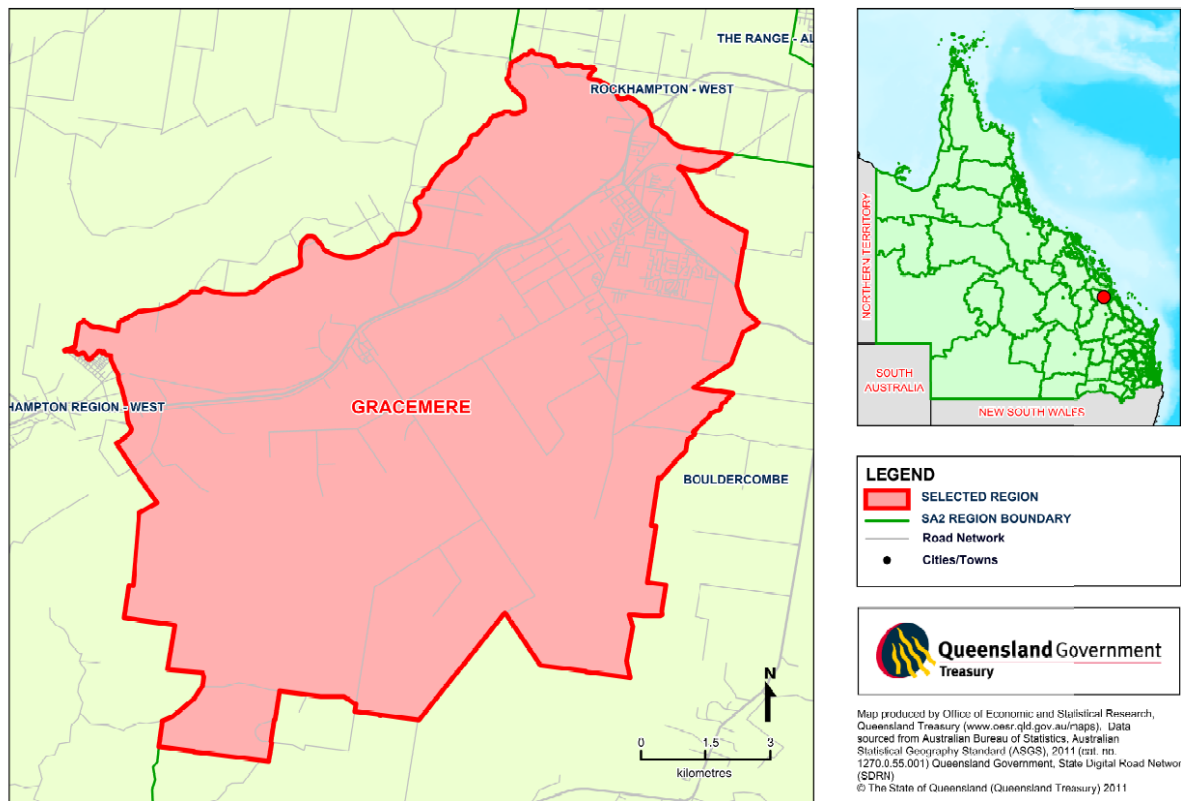 THE RANGE - AL
ROCKHAMPTON - WEST
HAMPTON REGION - WEST
GRACEMERE
BOULDERCOMBE
N
0 1.5 3
kilometres
NORTHERN TERRITORY
SOUTH
AUSTRALIA
NEW SOUTH WALES
LEGEND
SELECTED REGION
SA2 REGION BOUNDARY
Road Network
Cities/Towns
Queensland Government
Treasury
Map produced by Office of Economic and Statistical Research,
Queensland Treasury (www.oesr.qld.gov.au/maps). Data
sourced from Australian Bureau of Statistics, Australian
Statistical Geography Standard (ASGS), 2011 (cat. no.
1270.0.55.001) Queensland Government, State Digital Road Networ
(SDRN)
© The State of Queensland (Queensland Treasury) 2011